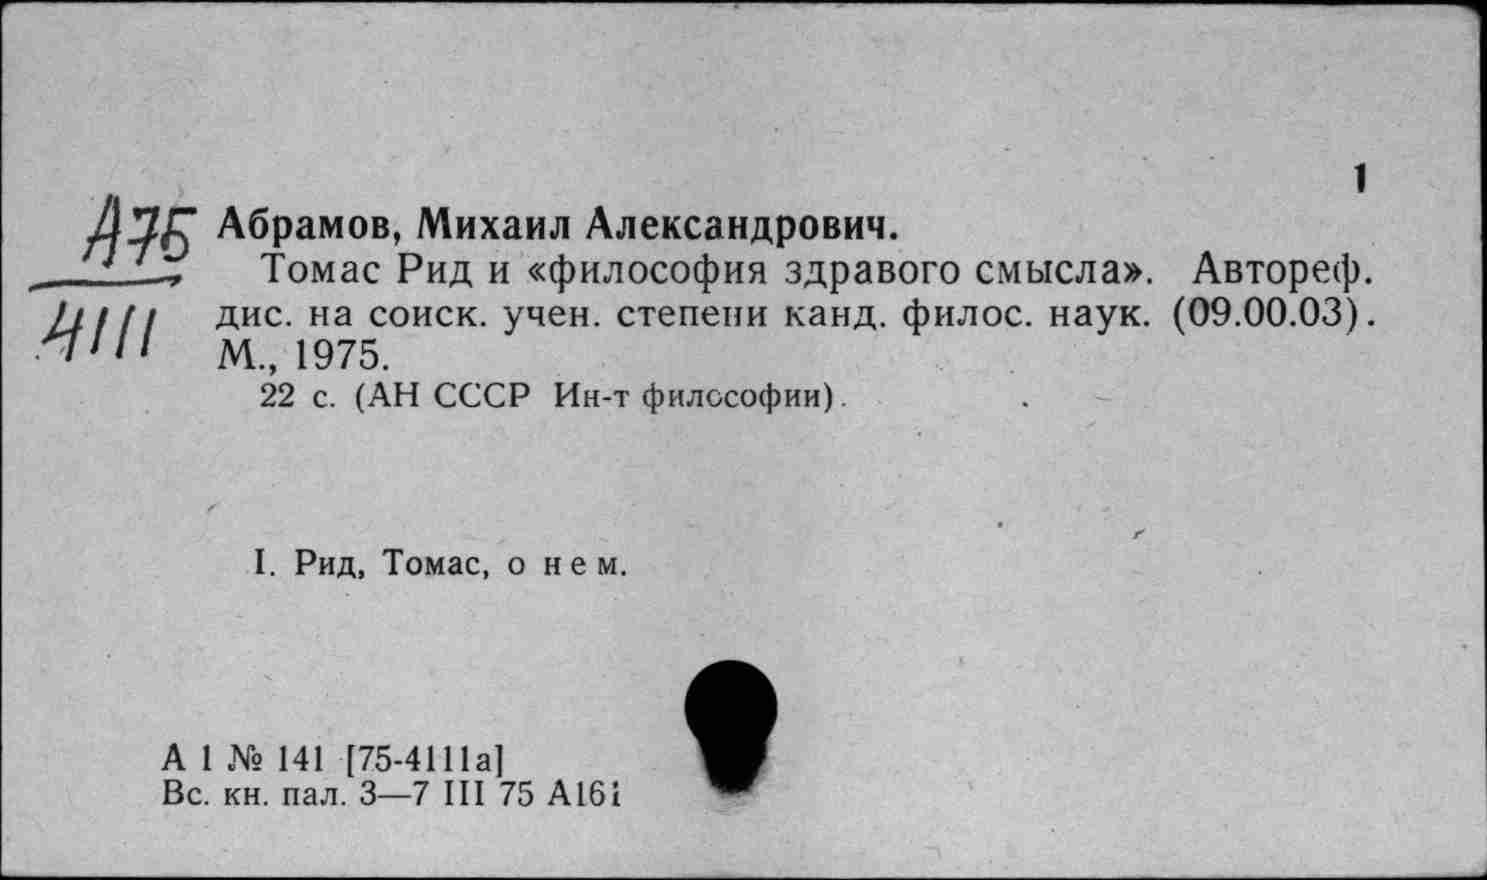 1
А75
4111
Абрамов, Михаил Александрович.
Томас Рид и «философия здравого смысла». Автореф.
дис. на соиск. учен. степени канд. филос. наук. (09.00.03).
М., 1975.
22 с. (АН СССР Ин-т философии).
I. Рид, Томас, о нем.
А 1 № 141 [75-4111а]
Вс. кн. пал. 3—7 III 75 А161